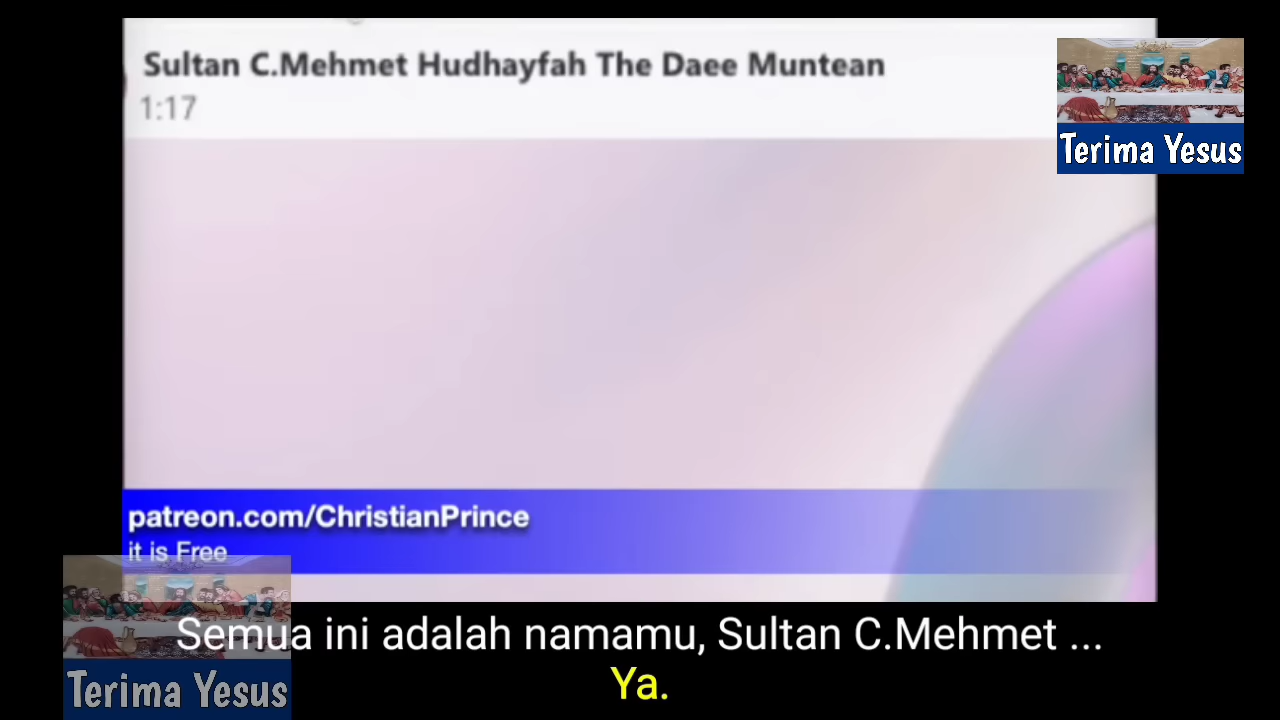 Sultan C.Mehmet Hudhayfah The Daee Muntean
1:17
Terima Yesus
patreon.com/ChristianPrince
it is Free
Semua ini adalah namamu, Sultan C.Mehmet ...
Ya.
Terima Yesus